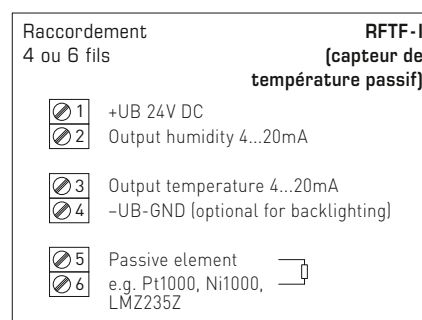 Raccordement RFTF-I
4 ou 6 fils (capteur de
température passif)
1 +UB 24V DC
2 Output humidity 4...20mA
3 Output temperature 4...20mA
4 –UB-GND (optional for backlighting)
5 Passive element
6 e.g. Pt1000, Ni1000,
LMZ235Z